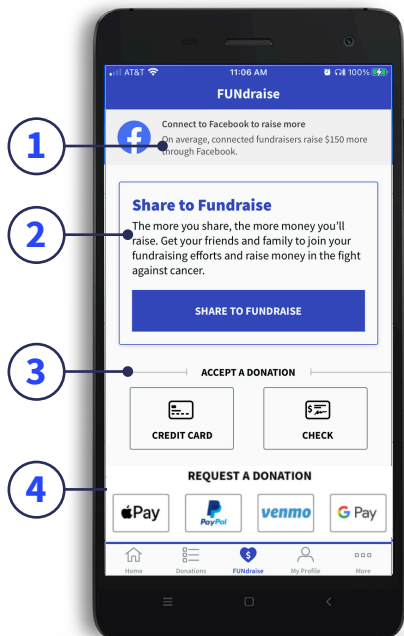 AT&T 11:06 AM 100%
FUNdraise
1
Connect to Facebook to raise more
On average, connected fundraisers raise $150 more
through Facebook.
2
Share to Fundraise
The more you share, the more money you'll
raise. Get your friends and family to join your
fundraising efforts and raise money in the fight
against cancer.
SHARE TO FUNDRAISE
3
ACCEPT A DONATION
CREDIT CARD CHECK
4
REQUEST A DONATION
Pay PayPal venmo G Pay
Home Donations FUNdraise My Profile More